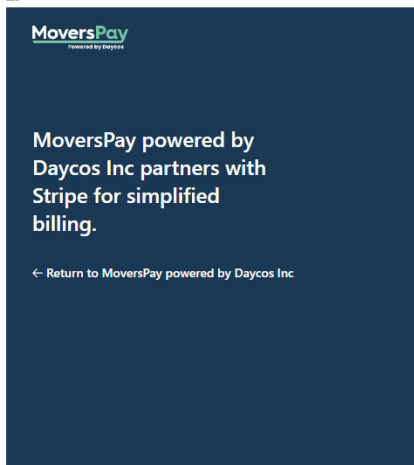 MoversPay
Powered by Daycos
MoversPay powered by
Daycos Inc partners with
Stripe for simplified
billing.
← Return to MoversPay powered by Daycos Inc